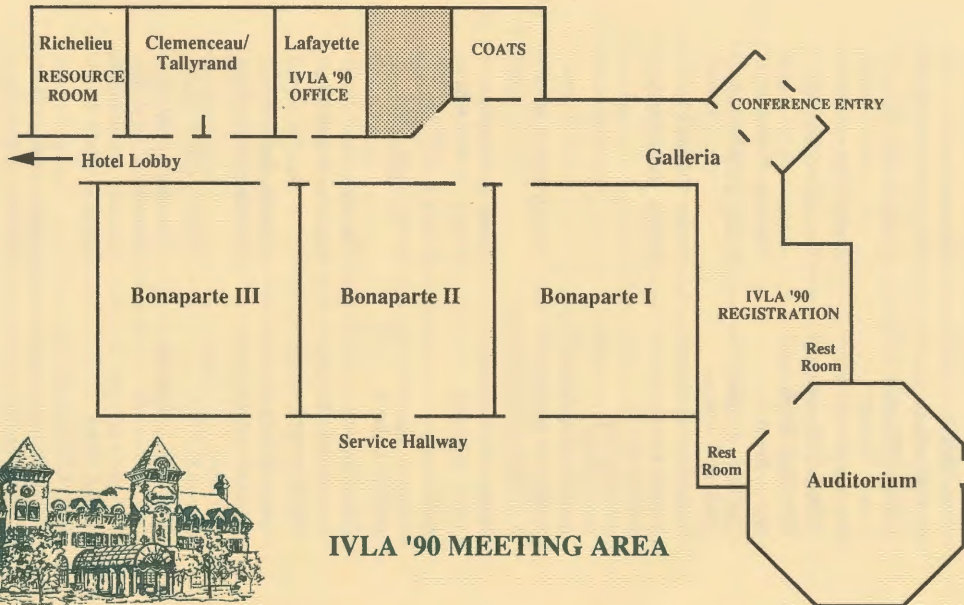 Richelieu
RESOURCE
ROOM
Clemenceau/
Tallyrand
Lafayette
IVLA '90
OFFICE
COATS
CONFERENCE ENTRY
Hotel Lobby
Galleria
Bonaparte III
Bonaparte II
Bonaparte I
IVLA '90
REGISTRATION
Rest
Room
Service Hallway
Rest
Room
Auditorium
IVLA '90 MEETING AREA